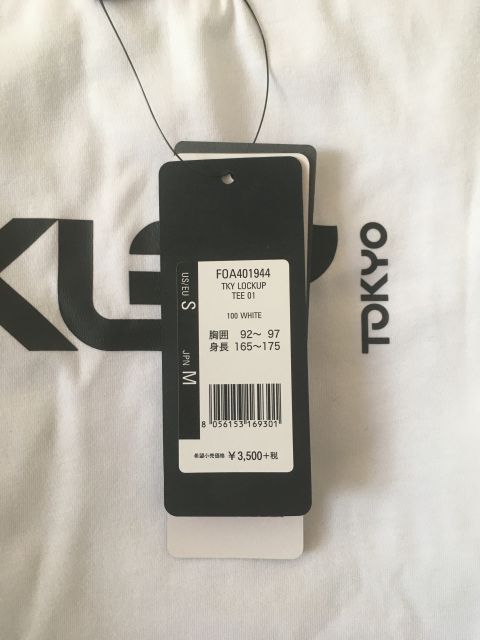 FOA401944
TKY LOCKUP
TEE 01
100 WHITE
胸囲 92〜 97
身長 165〜175
US/EU S
JPN M
8 056153 169301
希望小売価格 ¥3,500+税
TOKYO